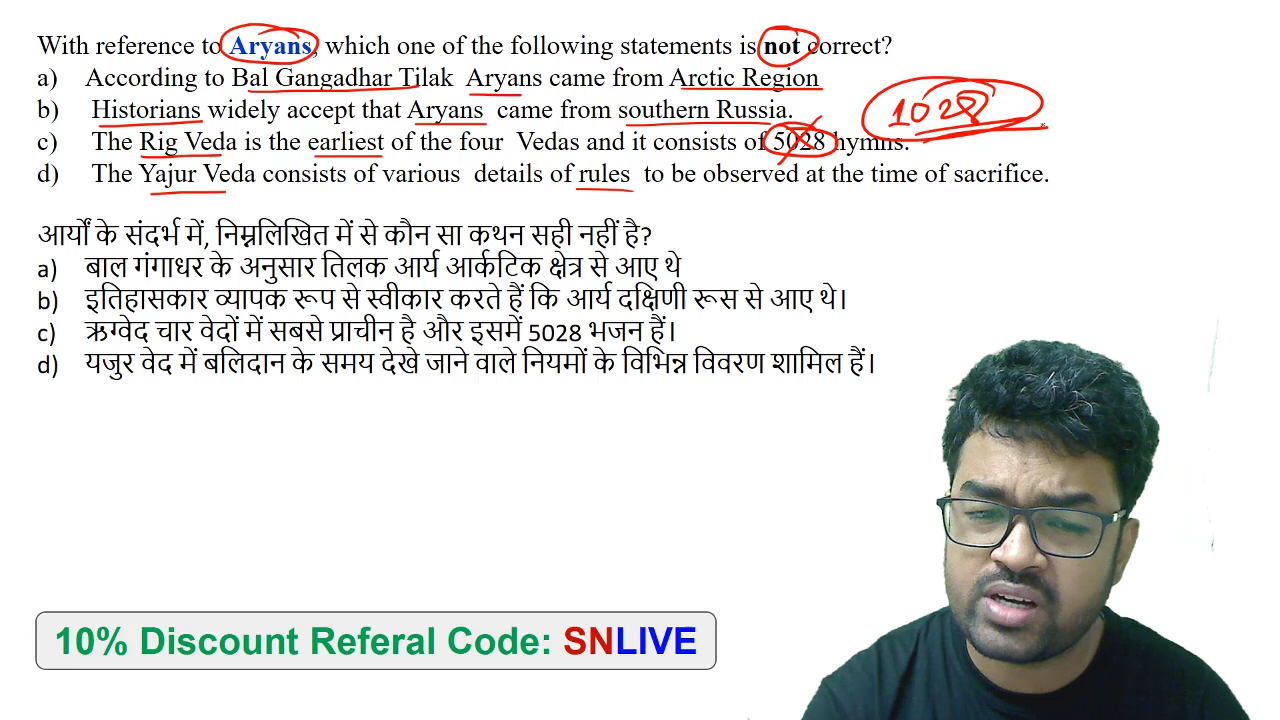 With reference to Aryans, which one of the following statements is not correct?
a) According to Bal Gangadhar Tilak Aryans came from Arctic Region
b) Historians widely accept that Aryans came from southern Russia.
1028
c) The Rig Veda is the earliest of the four Vedas and it consists of 5028 hymns.
d) The Yajur Veda consists of various details of rules to be observed at the time of sacrifice.
आर्यों के संदर्भ में, निम्नलिखित में से कौन सा कथन सही नहीं है?
a) बाल गंगाधर के अनुसार तिलक आर्य आर्कटिक क्षेत्र से आए थे
b) इतिहासकार व्यापक रूप से स्वीकार करते हैं कि आर्य दक्षिणी रूस से आए थे।
c) ऋग्वेद चार वेदों में सबसे प्राचीन है और इसमें 5028 भजन हैं।
d) यजुर वेद में बलिदान के समय देखे जाने वाले नियमों के विभिन्न विवरण शामिल हैं।
10% Discount Referal Code: SNLIVE